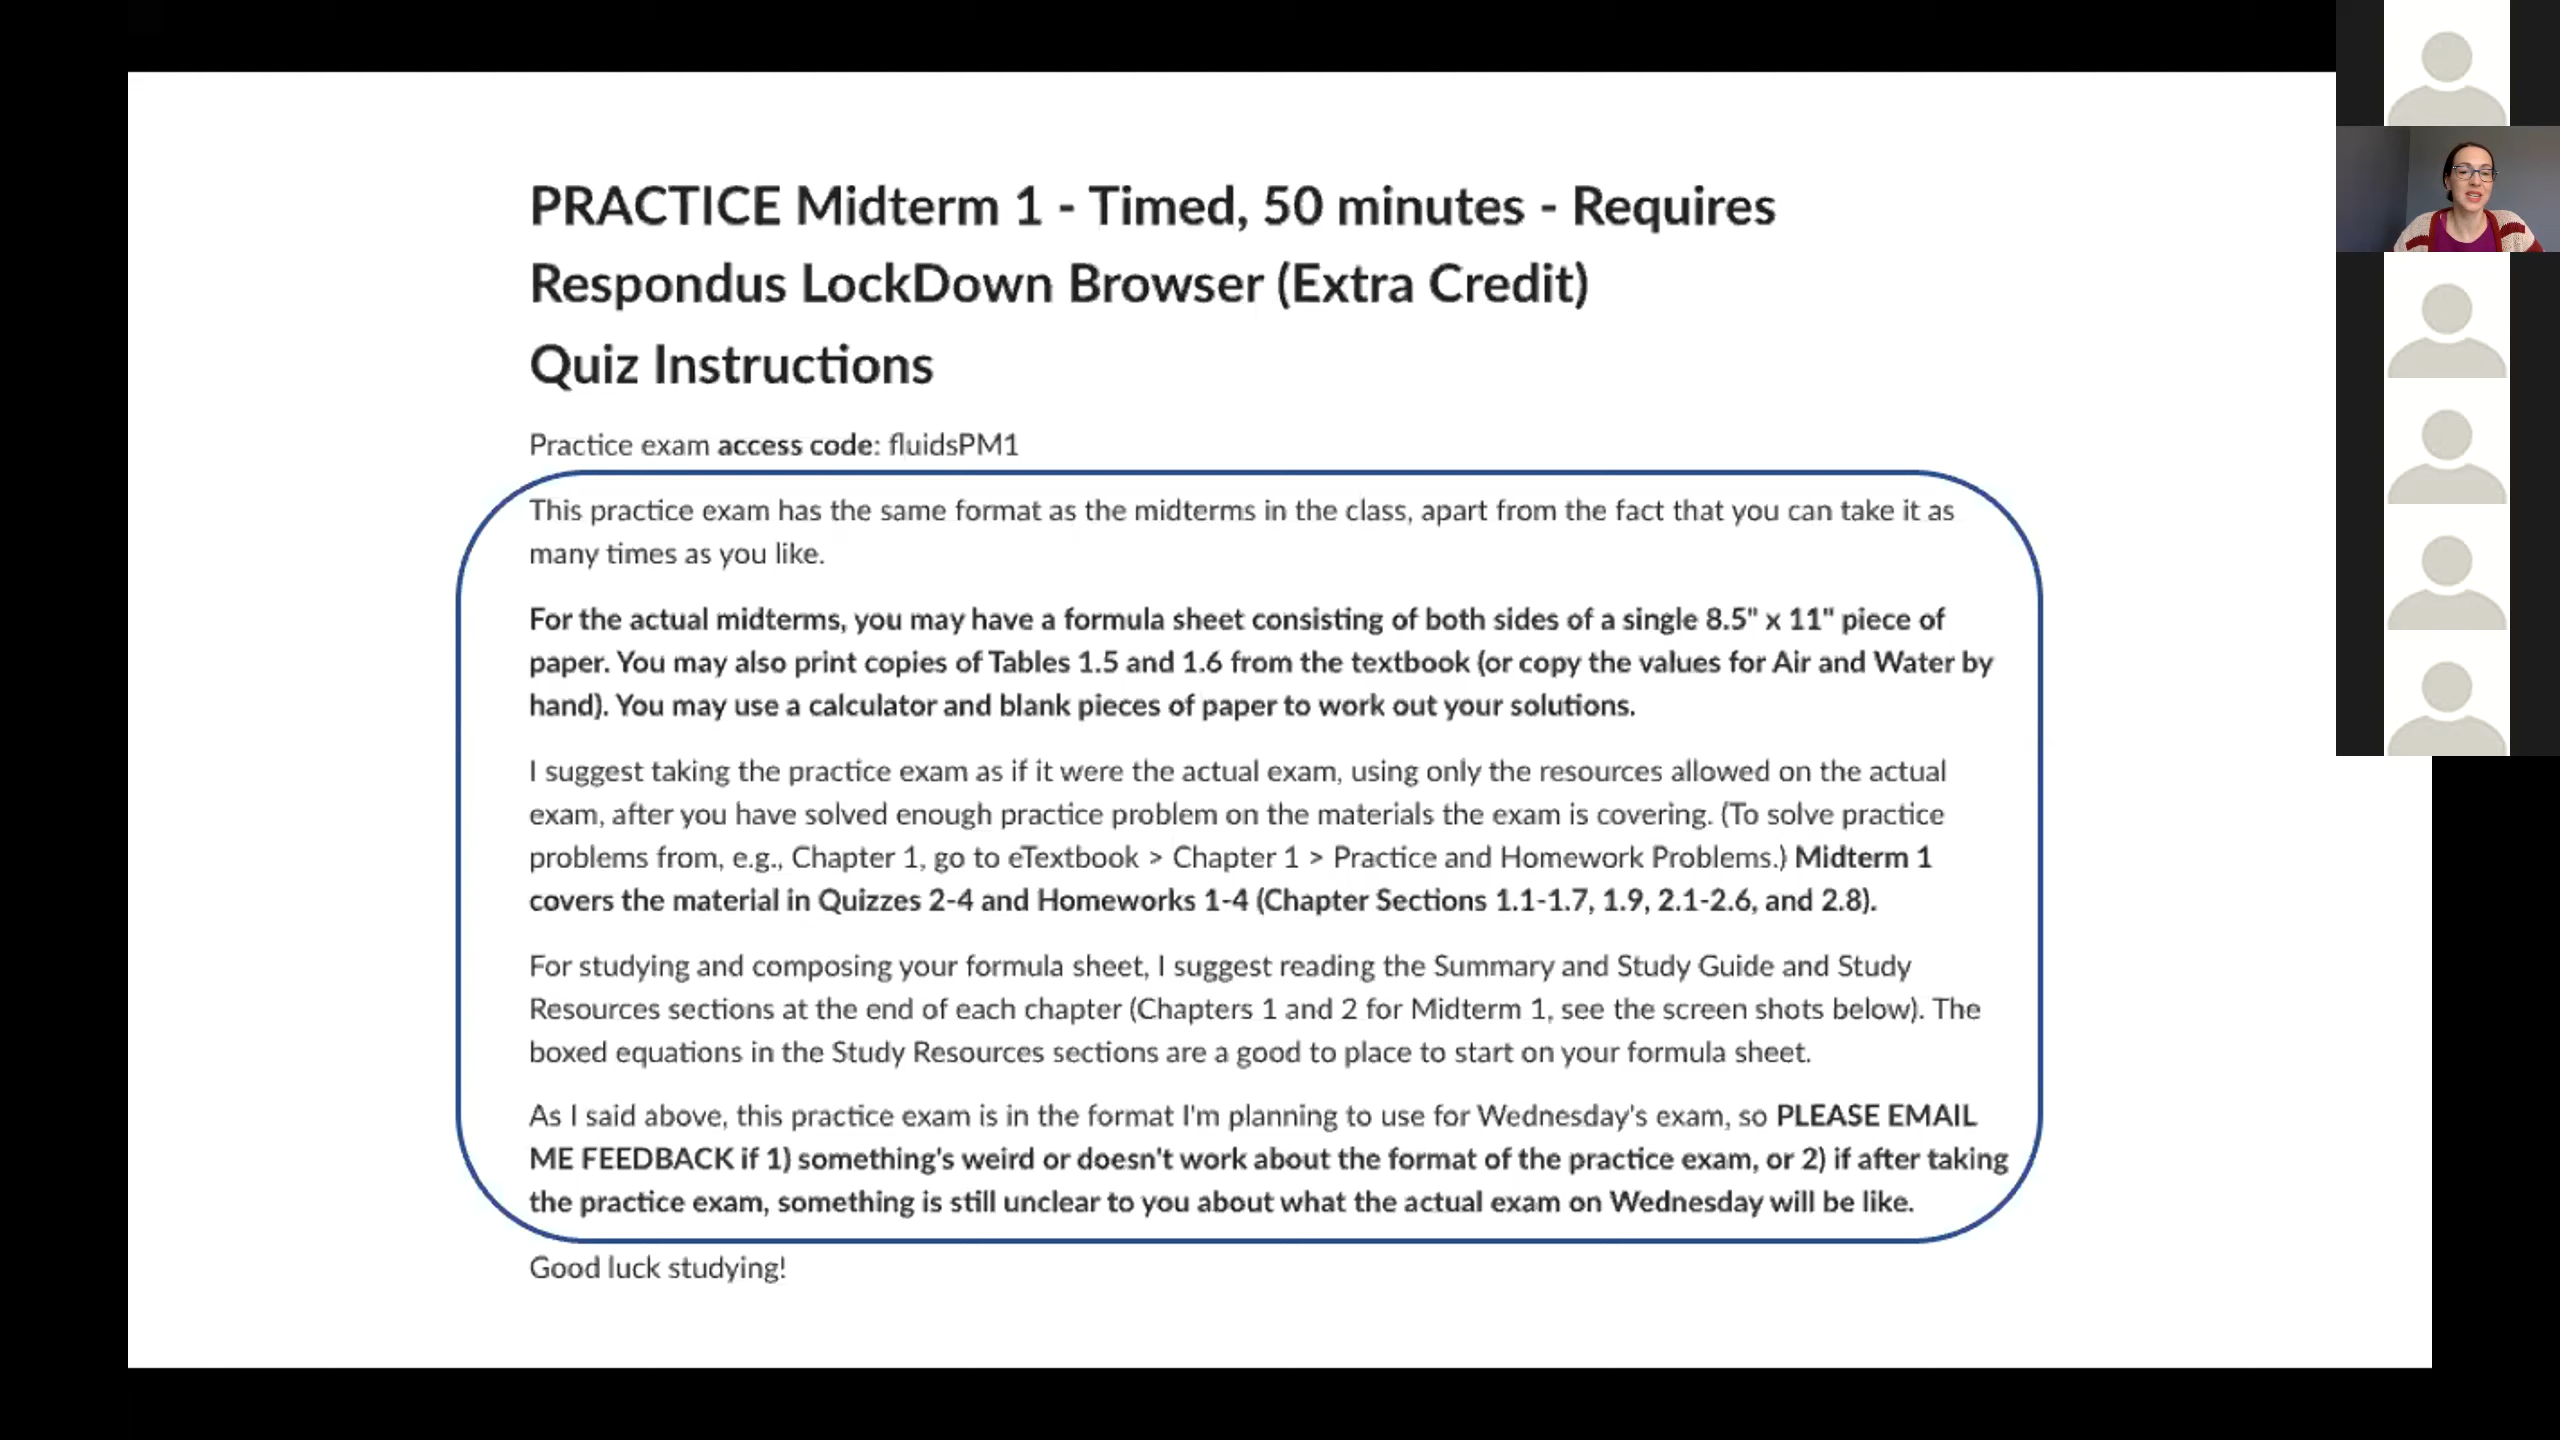 PRACTICE Midterm 1 - Timed, 50 minutes - Requires
Respondus LockDown Browser (Extra Credit)
Quiz Instructions
Practice exam access code: fluidsPM1
This practice exam has the same format as the midterms in the class, apart from the fact that you can take it as
many times as you like.
For the actual midterms, you may have a formula sheet consisting of both sides of a single 8.5" x 11" piece of
paper. You may also print copies of Tables 1.5 and 1.6 from the textbook (or copy the values for Air and Water by
hand). You may use a calculator and blank pieces of paper to work out your solutions.
I suggest taking the practice exam as if it were the actual exam, using only the resources allowed on the actual
exam, after you have solved enough practice problem on the materials the exam is covering. (To solve practice
problems from, e.g., Chapter 1, go to eTextbook > Chapter 1 > Practice and Homework Problems.) Midterm 1
covers the material in Quizzes 2-4 and Homeworks 1-4 (Chapter Sections 1.1-1.7, 1.9, 2.1-2.6, and 2.8).
For studying and composing your formula sheet, I suggest reading the Summary and Study Guide and Study
Resources sections at the end of each chapter (Chapters 1 and 2 for Midterm 1, see the screen shots below). The
boxed equations in the Study Resources sections are a good to place to start on your formula sheet.
As I said above, this practice exam is in the format I'm planning to use for Wednesday's exam, so PLEASE EMAIL
ME FEEDBACK if 1) something's weird or doesn't work about the format of the practice exam, or 2) if after taking
the practice exam, something is still unclear to you about what the actual exam on Wednesday will be like.
Good luck studying!